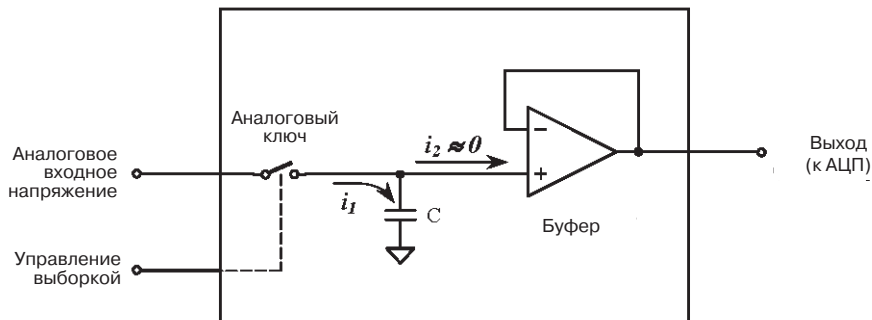 Аналоговый
ключ
i₂ ≈ 0
Аналоговое
входное
напряжение
−
+
Выход
(к АЦП)
i₁
C
Буфер
Управление
выборкой